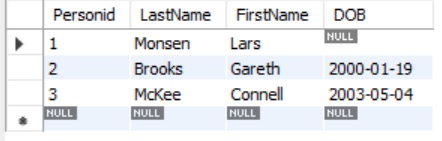 Personid LastName FirstName DOB
1 Monsen Lars NULL
2 Brooks Gareth 2000-01-19
3 McKee Connell 2003-05-04
NULL NULL NULL NULL